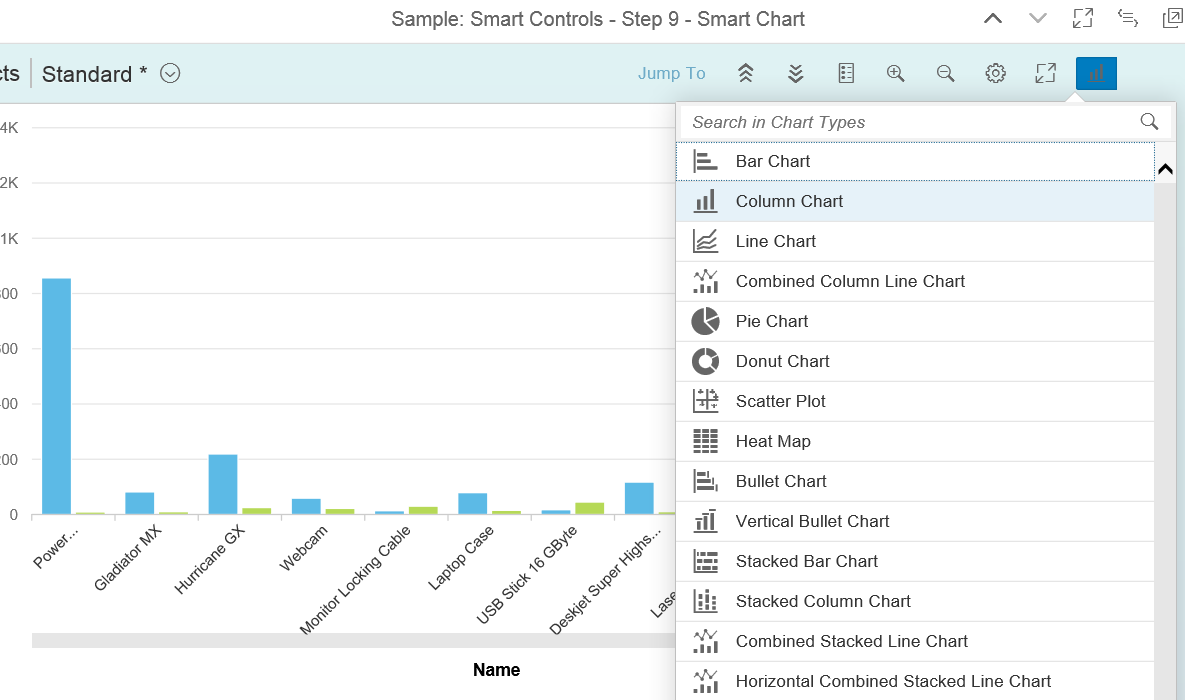 Sample: Smart Controls - Step 9 - Smart Chart
cts
Standard *
Jump To
Search in Chart Types
4K
2K
1K
800
600
400
200
0
Bar Chart
Column Chart
Line Chart
Combined Column Line Chart
Pie Chart
Donut Chart
Scatter Plot
Heat Map
Bullet Chart
Vertical Bullet Chart
Stacked Bar Chart
Stacked Column Chart
Combined Stacked Line Chart
Horizontal Combined Stacked Line Chart
Power...
Gladiator MX
Hurricane GX
Webcam
Monitor Locking Cable
Laptop Case
USB Stick 16 GByte
Deskjet Super Highs...
Lase
Name